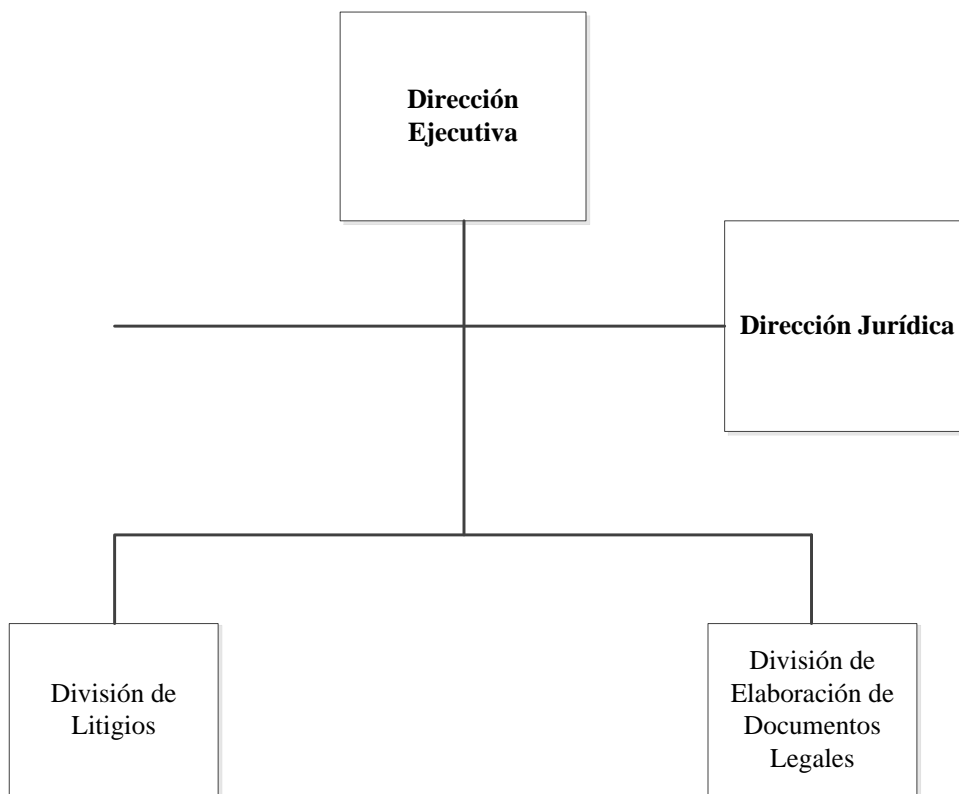 Dirección
Ejecutiva
Dirección Jurídica
División de
Litigios
División de
Elaboración de
Documentos
Legales